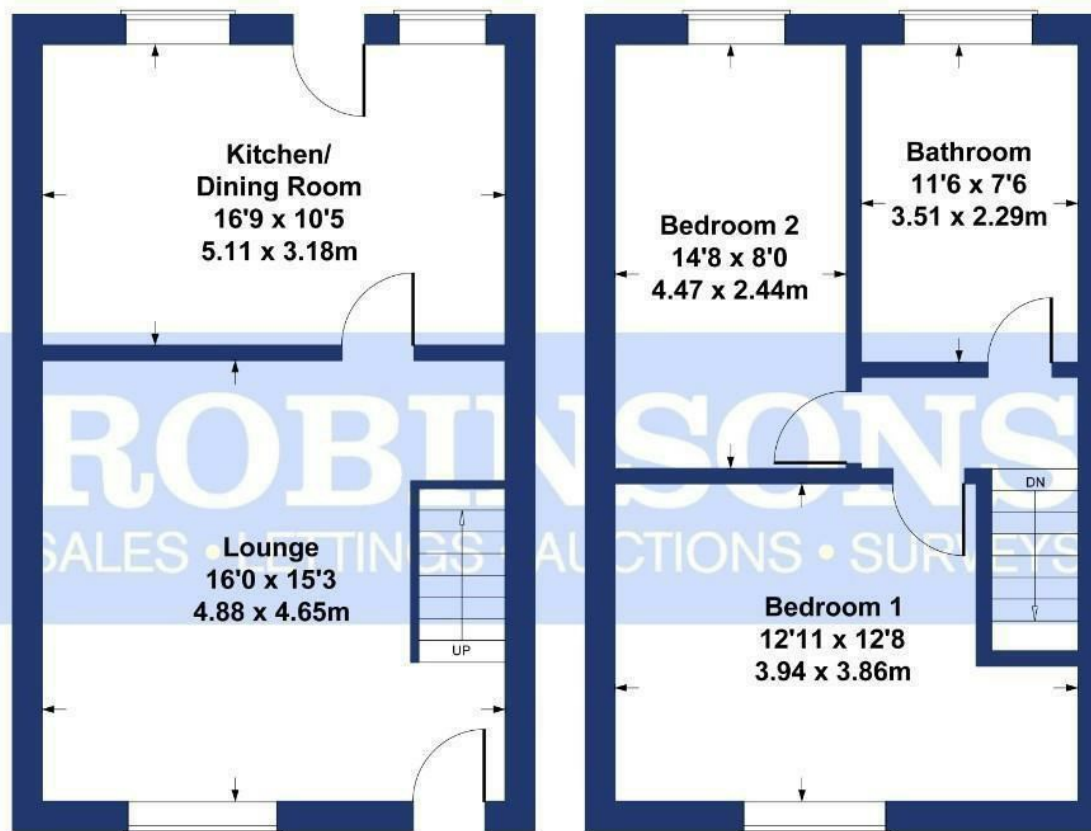 Kitchen/
Dining Room
16'9 x 10'5
5.11 x 3.18m
Lounge
16'0 x 15'3
4.88 x 4.65m
UP
Bedroom 2
14'8 x 8'0
4.47 x 2.44m
Bathroom
11'6 x 7'6
3.51 x 2.29m
DN
Bedroom 1
12'11 x 12'8
3.94 x 3.86m
ROBINSONS
SALES • LETTINGS • AUCTIONS • SURVEYS